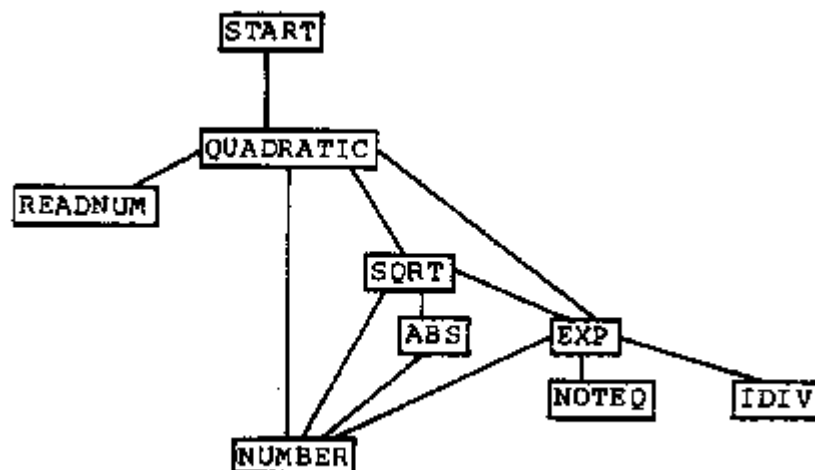 START
QUADRATIC
READNUM
SQRT
ABS
EXP
NOTEQ
IDIV
NUMBER